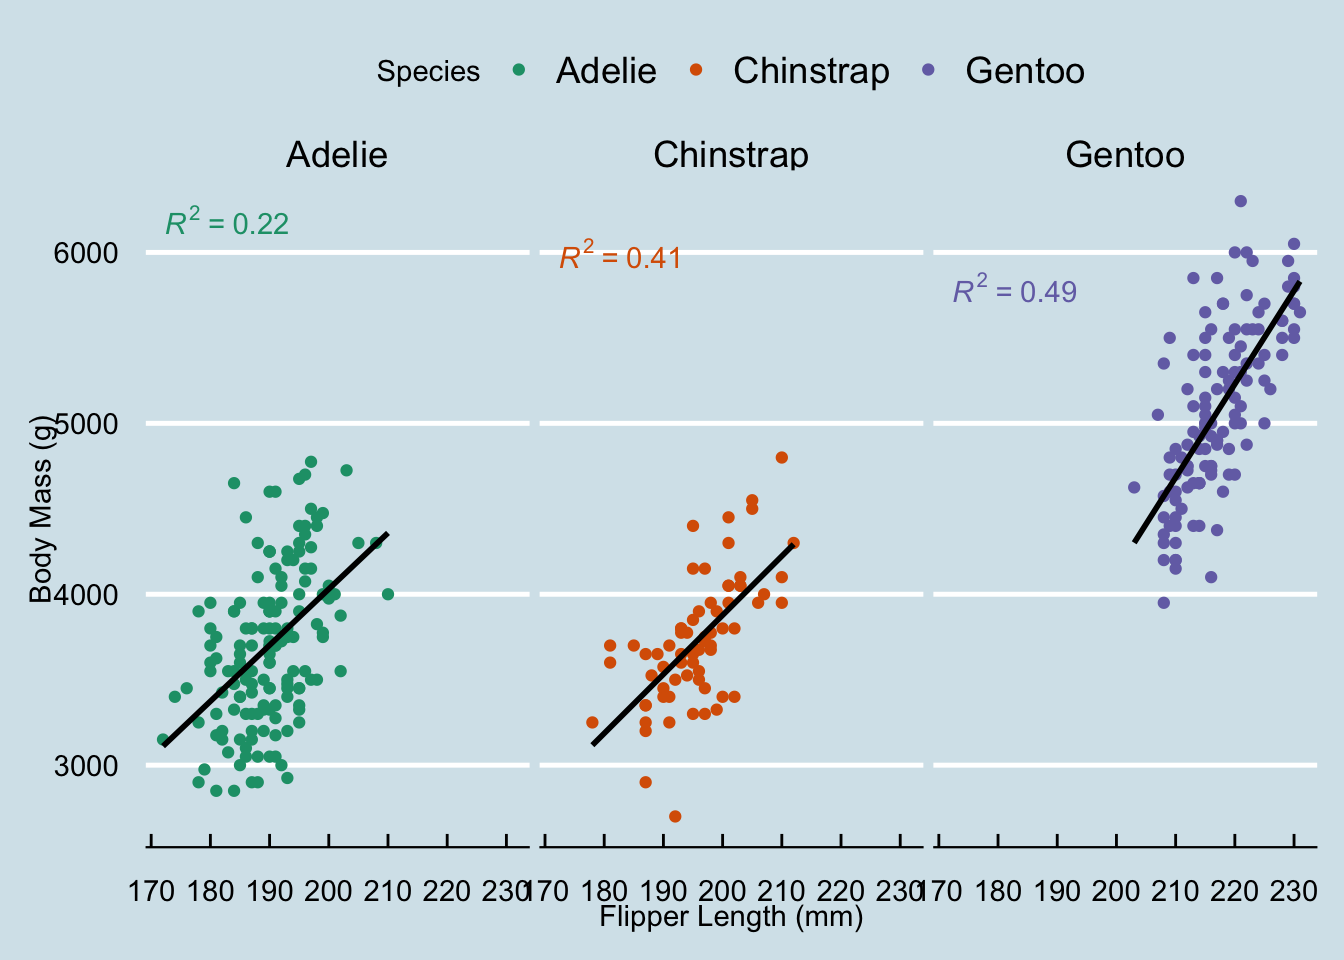 Species Adelie Chinstrap Gentoo
Adelie Chinstrap Gentoo
R² = 0.22
R² = 0.41
R² = 0.49
6000
5000
4000
3000
Body Mass (g)
170 180 190 200 210 220 230 170 180 190 200 210 220 230 170 180 190 200 210 220 230
Flipper Length (mm)